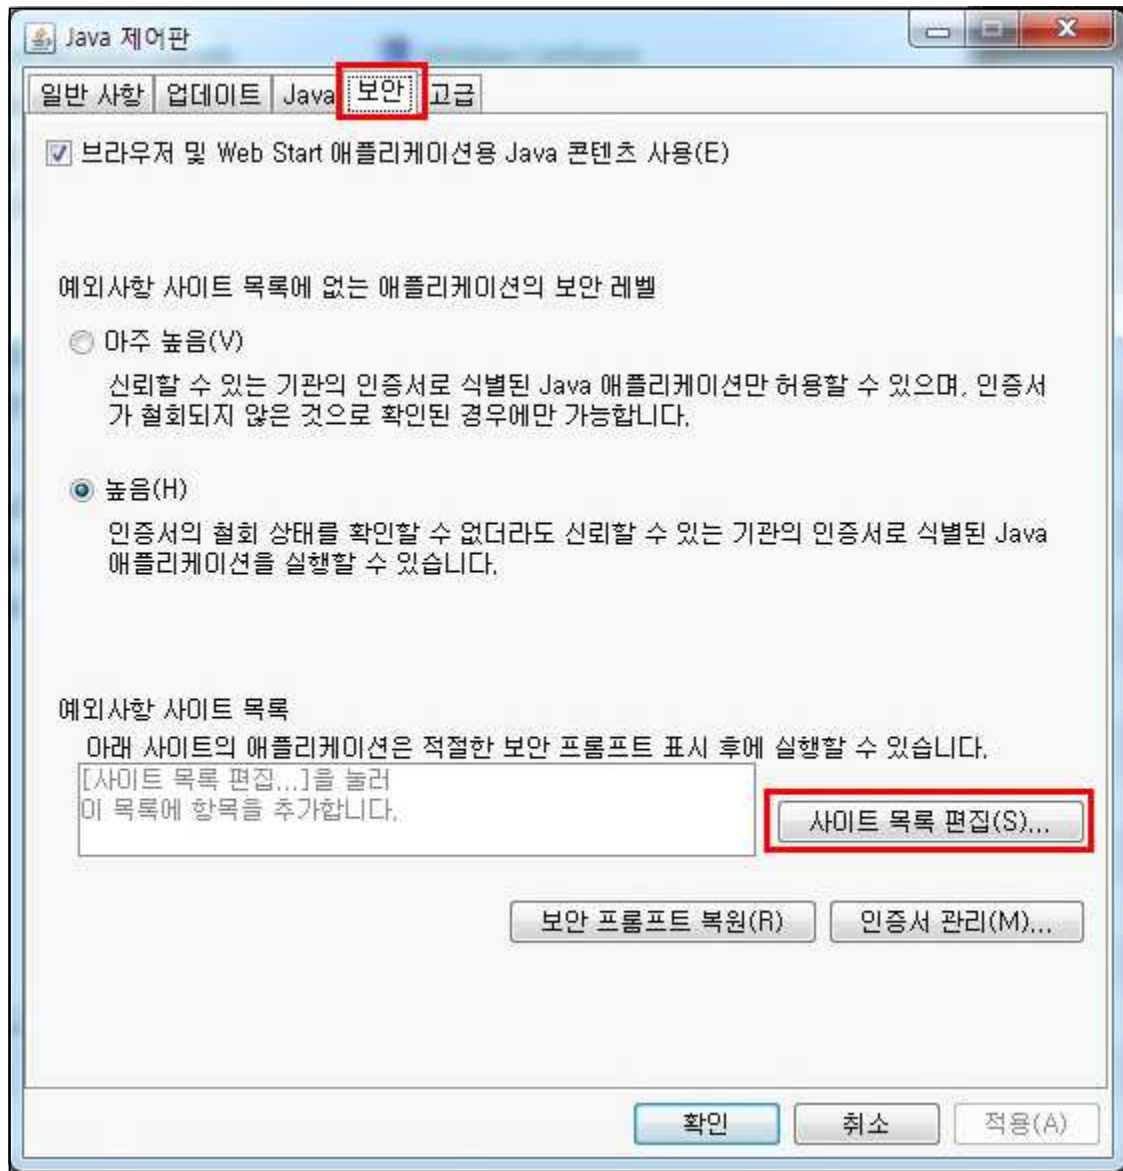 Java 제어판
일반 사항 업데이트 Java 보안 고급
브라우저 및 Web Start 애플리케이션용 Java 콘텐츠 사용(E)
예외사항 사이트 목록에 없는 애플리케이션의 보안 레벨
아주 높음(V)
신뢰할 수 있는 기관의 인증서로 식별된 Java 애플리케이션만 허용할 수 있으며, 인증서
가 철회되지 않은 것으로 확인된 경우에만 가능합니다.
높음(H)
인증서의 철회 상태를 확인할 수 없더라도 신뢰할 수 있는 기관의 인증서로 식별된 Java
애플리케이션을 실행할 수 있습니다.
예외사항 사이트 목록
아래 사이트의 애플리케이션은 적절한 보안 프롬프트 표시 후에 실행할 수 있습니다.
[사이트 목록 편집...]을 눌러
이 목록에 항목을 추가합니다.
사이트 목록 편집(S)...
보안 프롬프트 복원(R) 인증서 관리(M)...
확인 취소 적용(A)